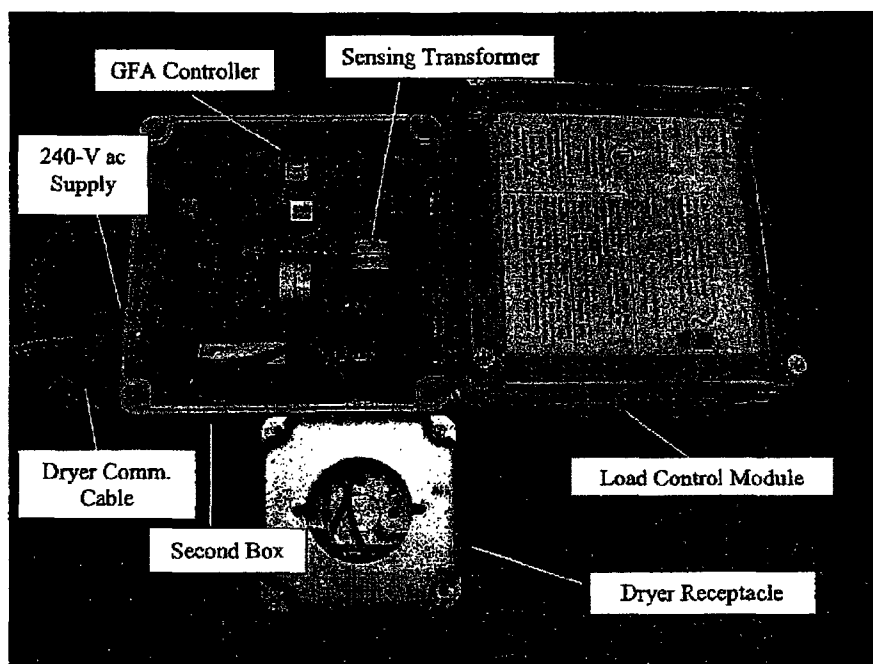 Sensing Transformer
GFA Controller
240-V ac
Supply
Dryer Comm.
Cable
Load Control Module
Second Box
Dryer Receptacle